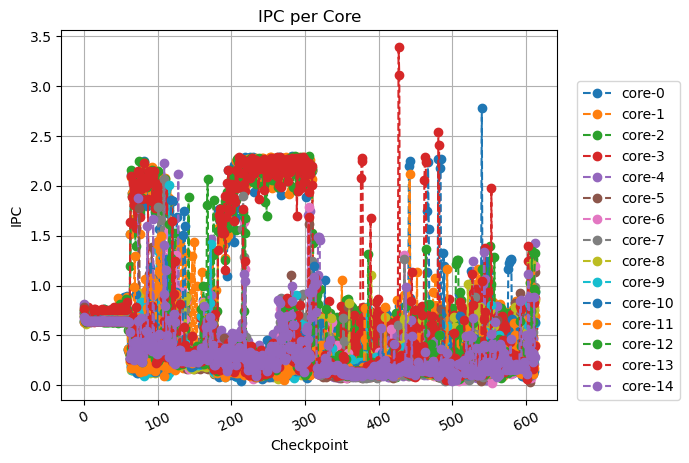 IPC per Core
3.5
3.0
2.5
2.0
1.5
1.0
0.5
0.0
IPC
0
100
200
300
400
500
600
Checkpoint
core-0
core-1
core-2
core-3
core-4
core-5
core-6
core-7
core-8
core-9
core-10
core-11
core-12
core-13
core-14